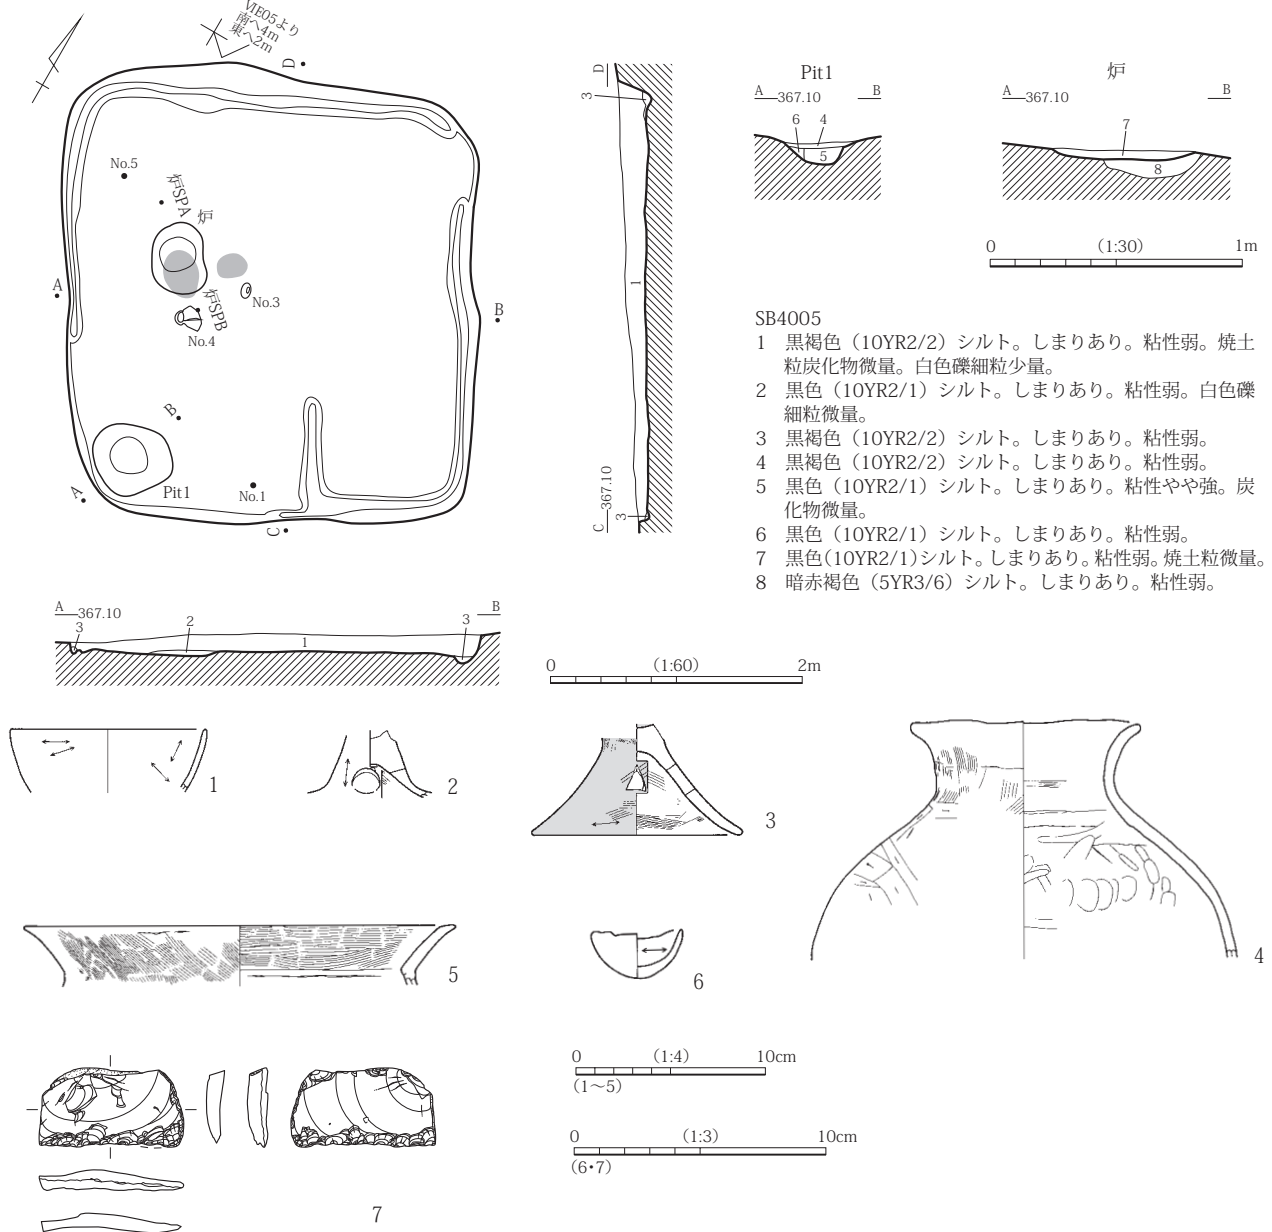 ⅦE05より
南へ4m
東へ2m
D
No.5
炉SPA
炉
A
炉SPB
No.3
No.4
B
B
Pit1
A
No.1
C
D
3
1
C
367.10
3
Pit1
A
367.10
B
6
4
5
炉
A
367.10
B
7
8
0
(1:30)
1m
SB4005
1 黒褐色（10YR2/2）シルト。しまりあり。粘性弱。焼土
粒炭化物微量。白色礫細粒少量。
2 黒色（10YR2/1）シルト。しまりあり。粘性弱。白色礫
細粒微量。
3 黒褐色（10YR2/2）シルト。しまりあり。粘性弱。
4 黒褐色（10YR2/2）シルト。しまりあり。粘性弱。
5 黒色（10YR2/1）シルト。しまりあり。粘性やや強。炭
化物微量。
6 黒色（10YR2/1）シルト。しまりあり。粘性弱。
7 黒色（10YR2/1）シルト。しまりあり。粘性弱。焼土粒微量。
8 暗赤褐色（5YR3/6）シルト。しまりあり。粘性弱。
A
367.10
B
3
2
1
3
0
(1:60)
2m
1
2
3
4
5
6
0
(1:4)
10cm
(1〜5)
0
(1:3)
10cm
(6・7)
7